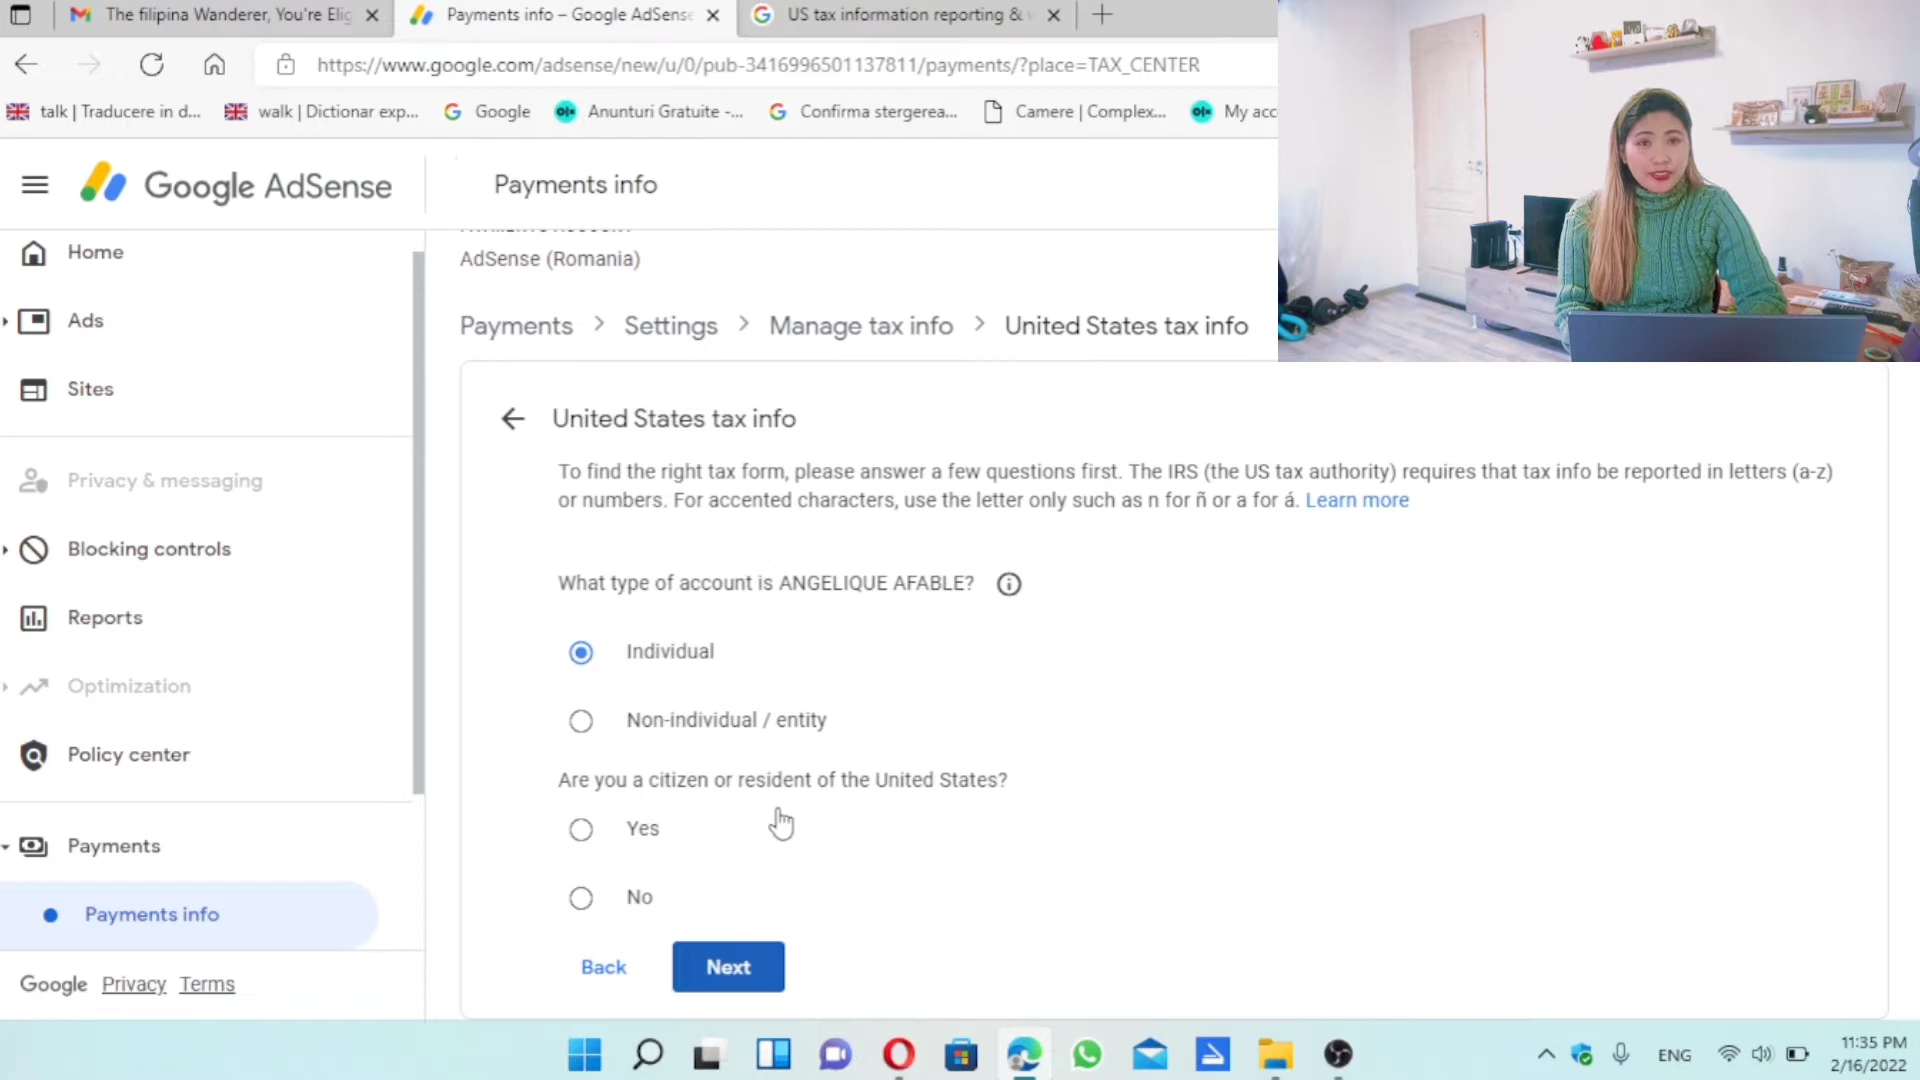 The filipina Wanderer, You're Elig
Payments info – Google AdSense
US tax information reporting &
https://www.google.com/adsense/new/u/0/pub-3416996501137811/payments/?place=TAX_CENTER
talk | Traducere in d...
walk | Dictionar exp...
Google
Anunturi Gratuite -...
Confirma stergerea...
Camere | Complex...
My acc
Google AdSense
Payments info
Home
Ads
Sites
Privacy & messaging
Blocking controls
Reports
Optimization
Policy center
Payments
Payments info
Google Privacy Terms
AdSense (Romania)
Payments > Settings > Manage tax info > United States tax info
United States tax info
To find the right tax form, please answer a few questions first. The IRS (the US tax authority) requires that tax info be reported in letters (a-z)
or numbers. For accented characters, use the letter only such as n for ñ or a for á. Learn more
What type of account is ANGELIQUE AFABLE?
Individual
Non-individual / entity
Are you a citizen or resident of the United States?
Yes
No
Back
Next
ENG
11:35 PM
2/16/2022